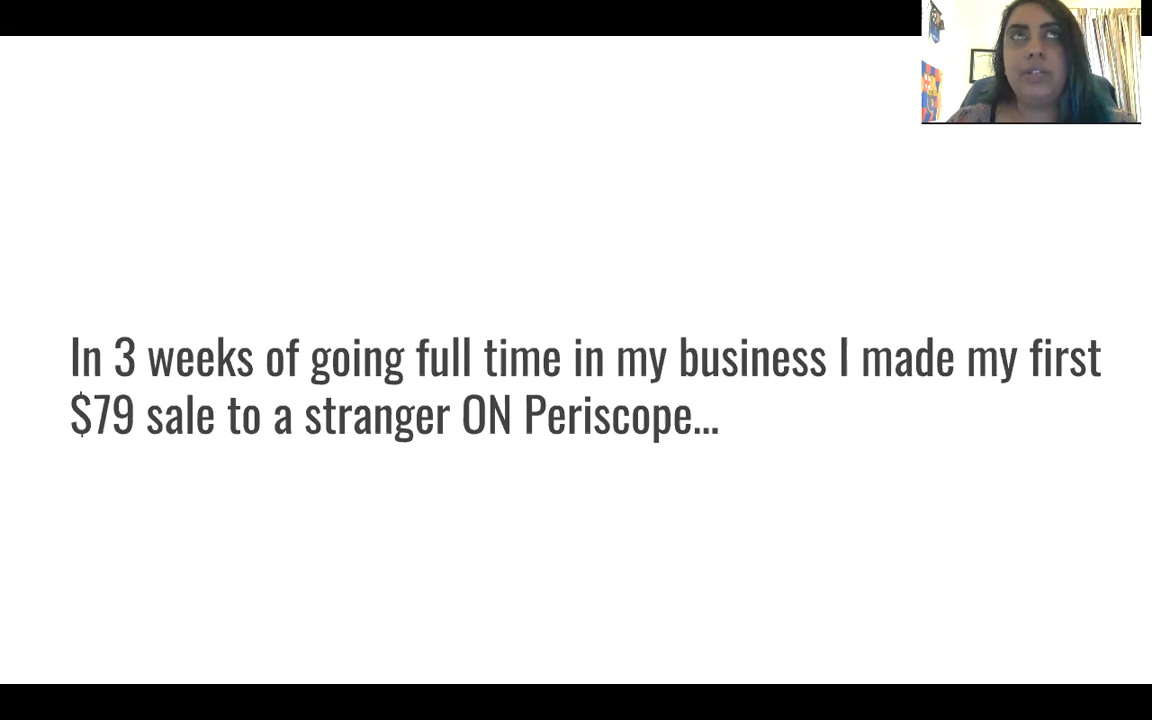 In 3 weeks of going full time in my business I made my first
$79 sale to a stranger ON Periscope...